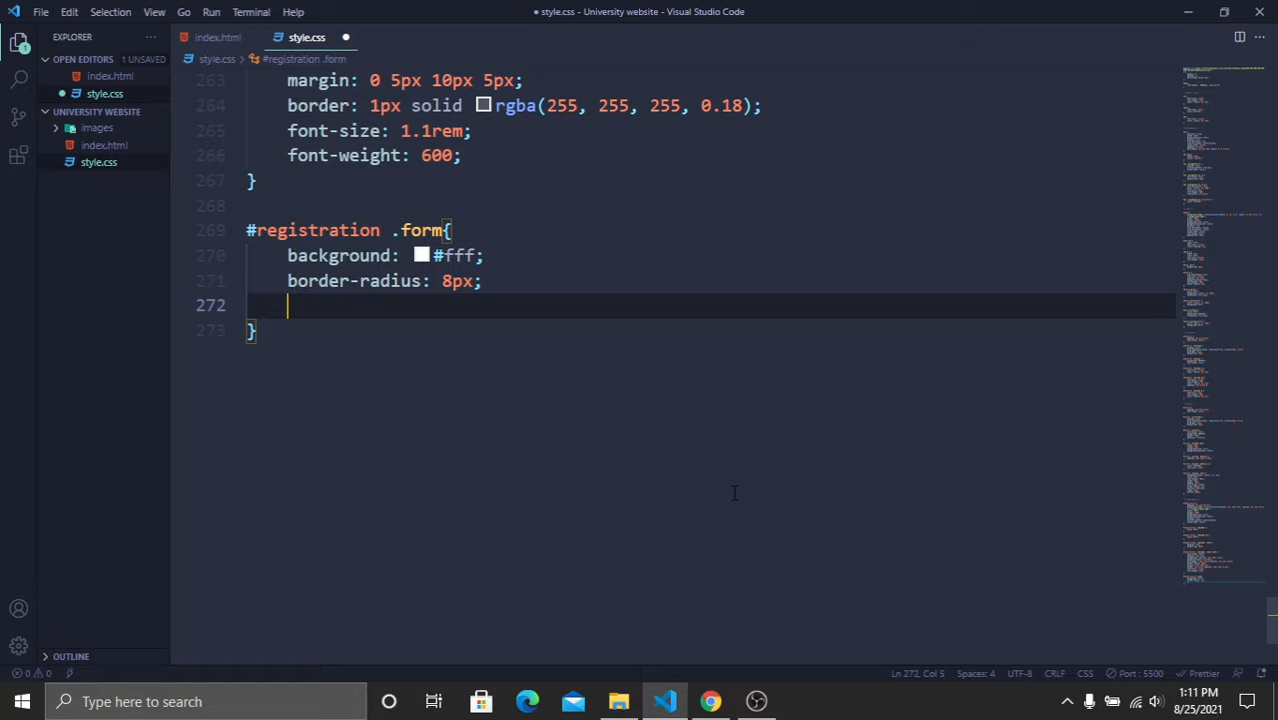 File Edit Selection View Go Run Terminal Help
● style.css - University website - Visual Studio Code
EXPLORER
index.html
style.css
OPEN EDITORS 1 UNSAVED
style.css > #registration .form
index.html
style.css
UNIVERSITY WEBSITE
images
index.html
style.css
263 margin: 0 5px 10px 5px;
264 border: 1px solid rgba(255, 255, 255, 0.18);
265 font-size: 1.1rem;
266 font-weight: 600;
267 }
268
269 #registration .form{
270 background: #fff;
271 border-radius: 8px;
272
273 }
1
OUTLINE
0 0
Ln 272, Col 5 Spaces: 4 UTF-8 CRLF CSS Port : 5500 Prettier
Type here to search
1:11 PM
8/25/2021